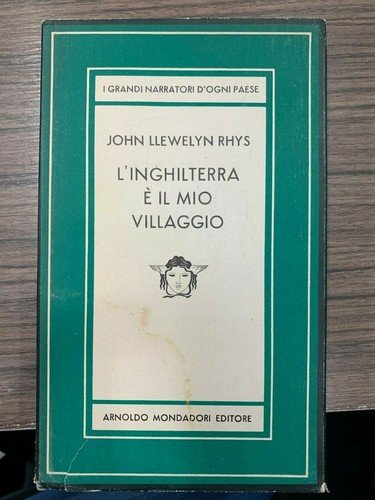 I GRANDI NARRATORI D'OGNI PAESE
JOHN LLEWELYN RHYS
L'INGHILTERRA
È IL MIO
VILLAGGIO
ARNOLDO MONDADORI EDITORE